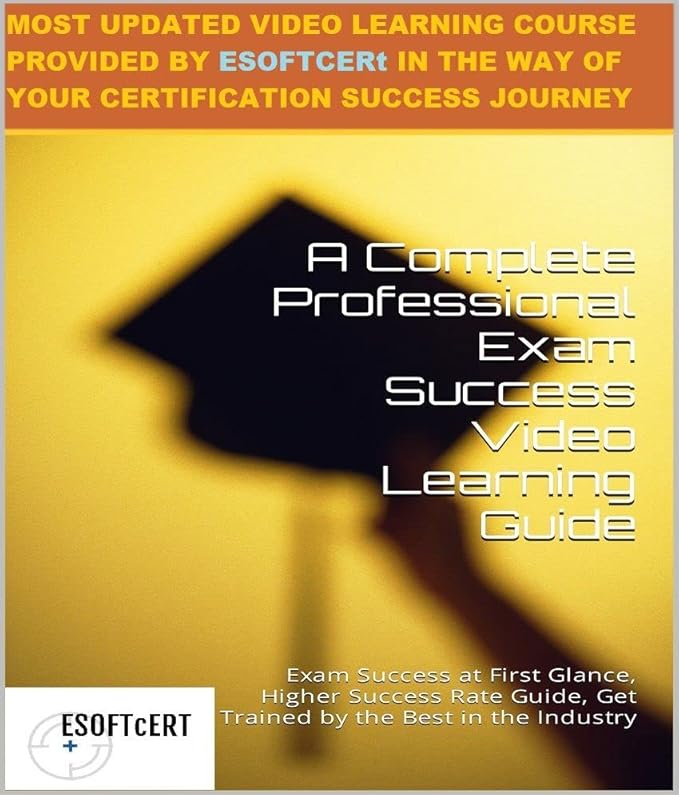 MOST UPDATED VIDEO LEARNING COURSE
PROVIDED BY ESOFTCERt IN THE WAY OF
YOUR CERTIFICATION SUCCESS JOURNEY
A Complete
Professional
Exam
Success
Video
Learning
Guide
Exam Success at First Glance,
Higher Success Rate Guide, Get
Trained by the Best in the Industry
ESOFTcERT
+